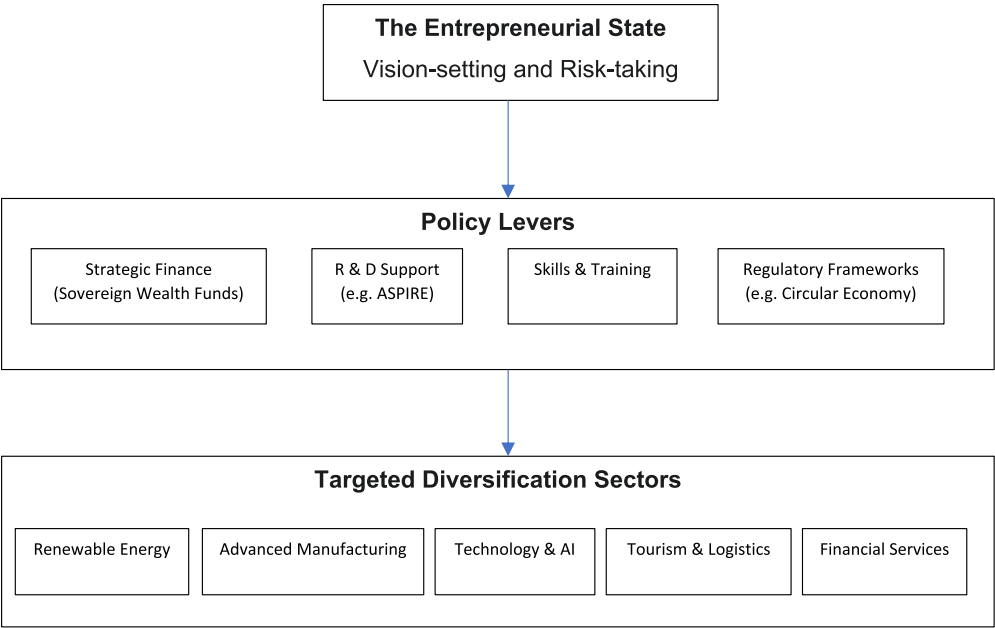 The Entrepreneurial State
Vision-setting and Risk-taking
Policy Levers
Strategic Finance
(Sovereign Wealth Funds)
R & D Support
(e.g. ASPIRE)
Skills & Training
Regulatory Frameworks
(e.g. Circular Economy)
Targeted Diversification Sectors
Renewable Energy
Advanced Manufacturing
Technology & AI
Tourism & Logistics
Financial Services